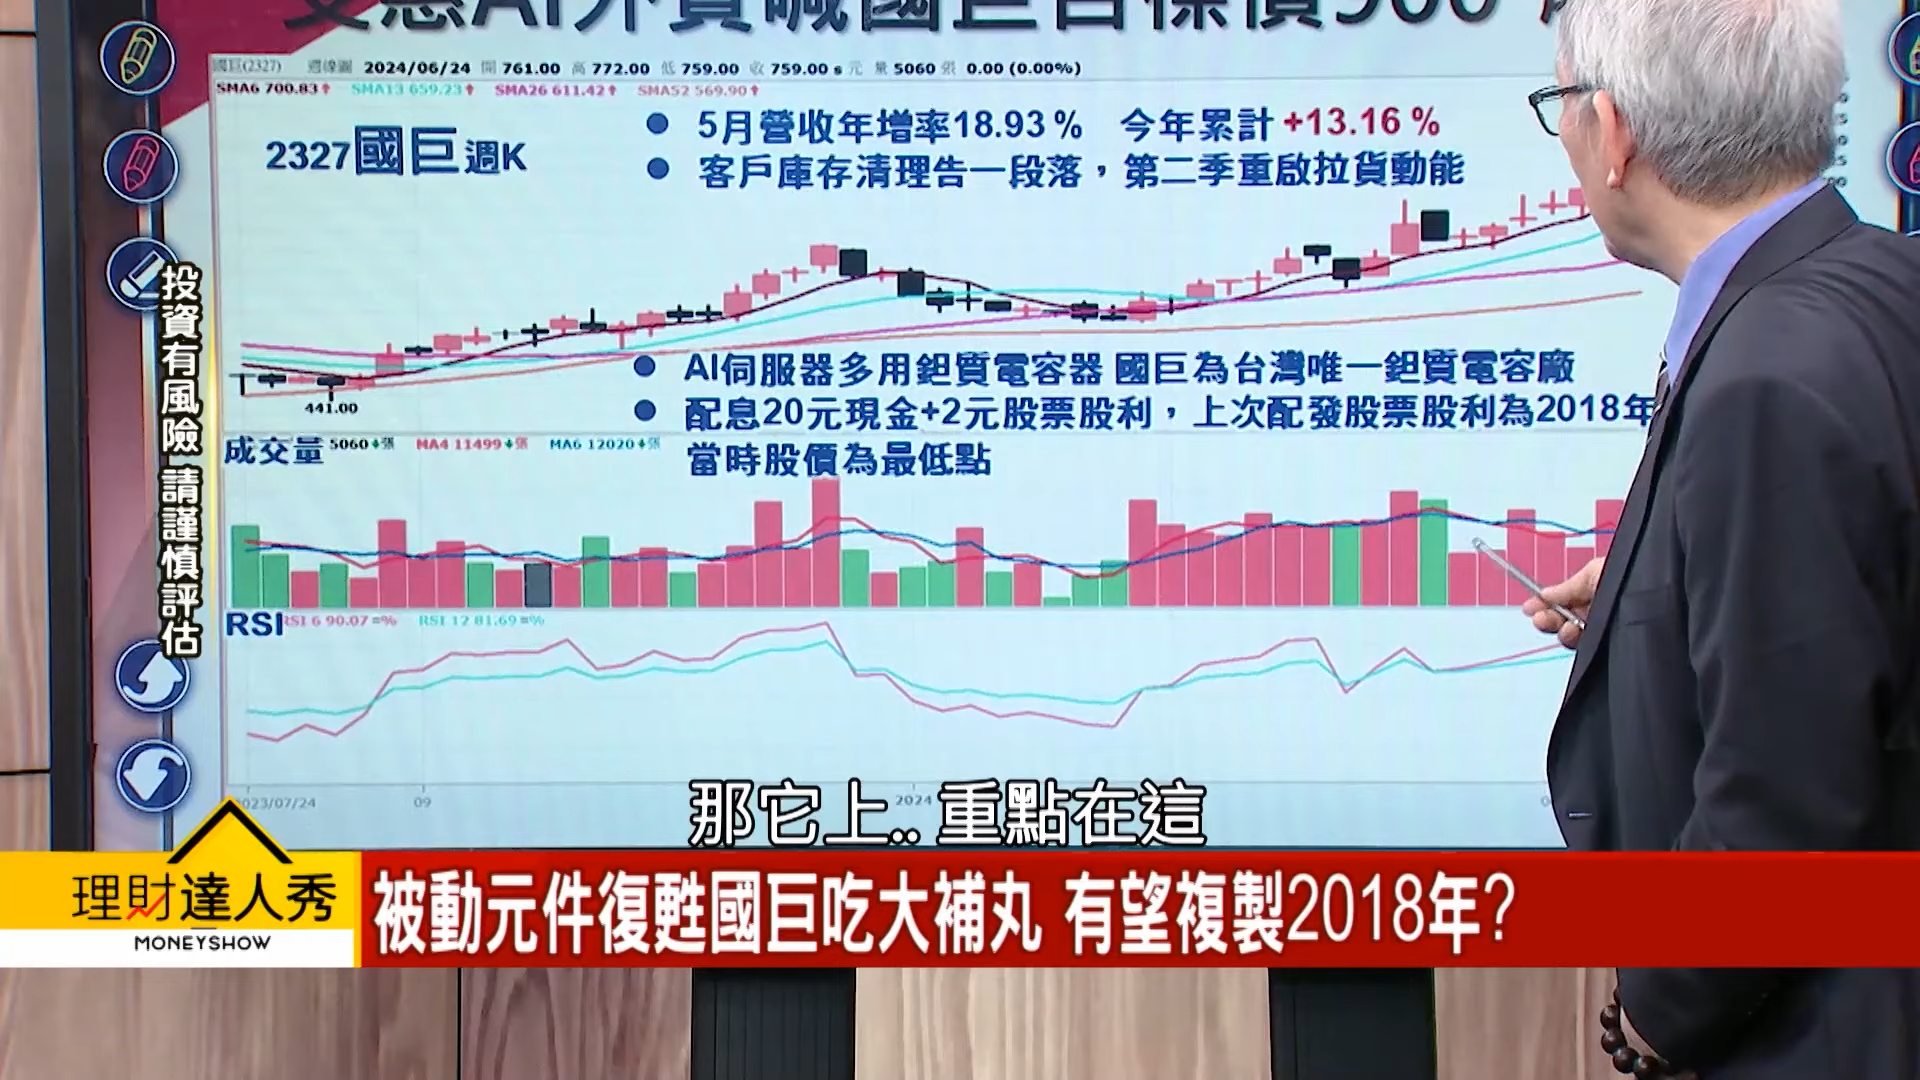 國巨(2327) 週線圖 2024/06/24 開 761.00 高 772.00 低 759.00 收 759.00 s 元 量 5060 張 0.00 (0.00%)
SMA6 700.83↑ SMA13 659.23↑ SMA26 611.42↑ SMA52 569.90↑
2327國巨週K
● 5月營收年增率18.93% 今年累計+13.16%
● 客戶庫存清理告一段落,第二季重啟拉貨動能
441.00
● AI伺服器多用鉭質電容器 國巨為台灣唯一鉭質電容廠
● 配息20元現金+2元股票股利,上次配發股票股利為2018年
當時股價為最低點
成交量 5060↓張 MA4 11499↓張 MA6 12020↓張
RSI RSI 6 90.07=% RSI 12 81.69=%
2023/07/24 09 2024
投資有風險 請謹慎評估
那它上.. 重點在這
理財達人秀
MONEYSHOW
被動元件復甦國巨吃大補丸 有望複製2018年?